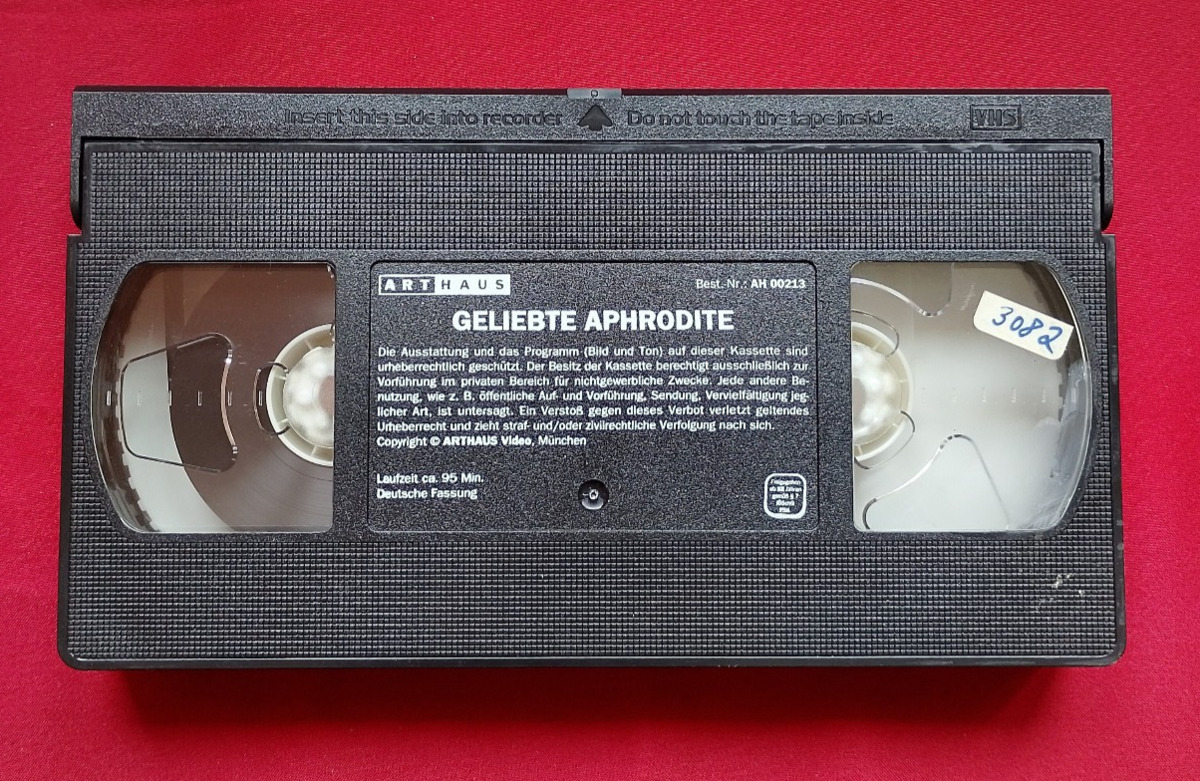 Insert this side into recorder Do not touch the tape inside VHS
ARTHAUS Best.-Nr.: AH 00213
GELIEBTE APHRODITE
Die Ausstattung und das Programm (Bild und Ton) auf dieser Kassette sind
urheberrechtlich geschützt. Der Besitz der Kassette berechtigt ausschließlich zur
Vorführung im privaten Bereich für nichtgewerbliche Zwecke. Jede andere Be-
nutzung, wie z. B. öffentliche Auf- und Vorführung, Sendung, Vervielfältigung jeg-
licher Art, ist untersagt. Ein Verstoß gegen dieses Verbot verletzt geltendes
Urheberrecht und zieht straf- und/oder zivilrechtliche Verfolgung nach sich.
Copyright © ARTHAUS Video, München
Laufzeit ca. 95 Min.
Deutsche Fassung
Freigegeben
Jahren
gemäß § 7
3082